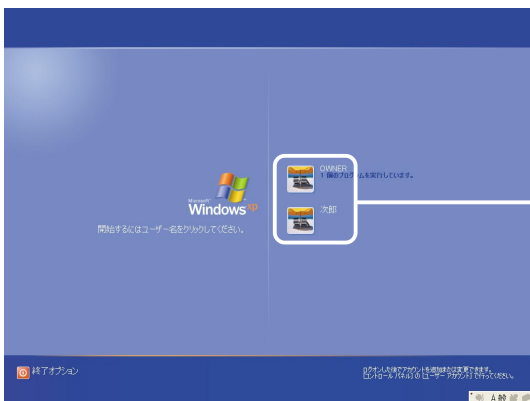 OWNER
1 個のプログラムを実行しています。
次郎
Microsoft
Windows xp
開始するにはユーザー名をクリックしてください。
終了オプション
ログオンした後でアカウントを追加または変更できます。
[コントロール パネル] の [ユーザー アカウント] で行ってください。
A 般